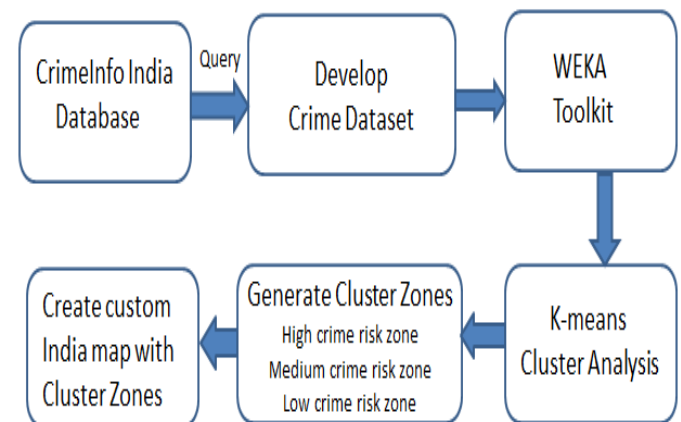 CrimeInfo India
Database
Query
Develop
Crime Dataset
WEKA
Toolkit
K-means
Cluster Analysis
Generate Cluster Zones
High crime risk zone
Medium crime risk zone
Low crime risk zone
Create custom
India map with
Cluster Zones